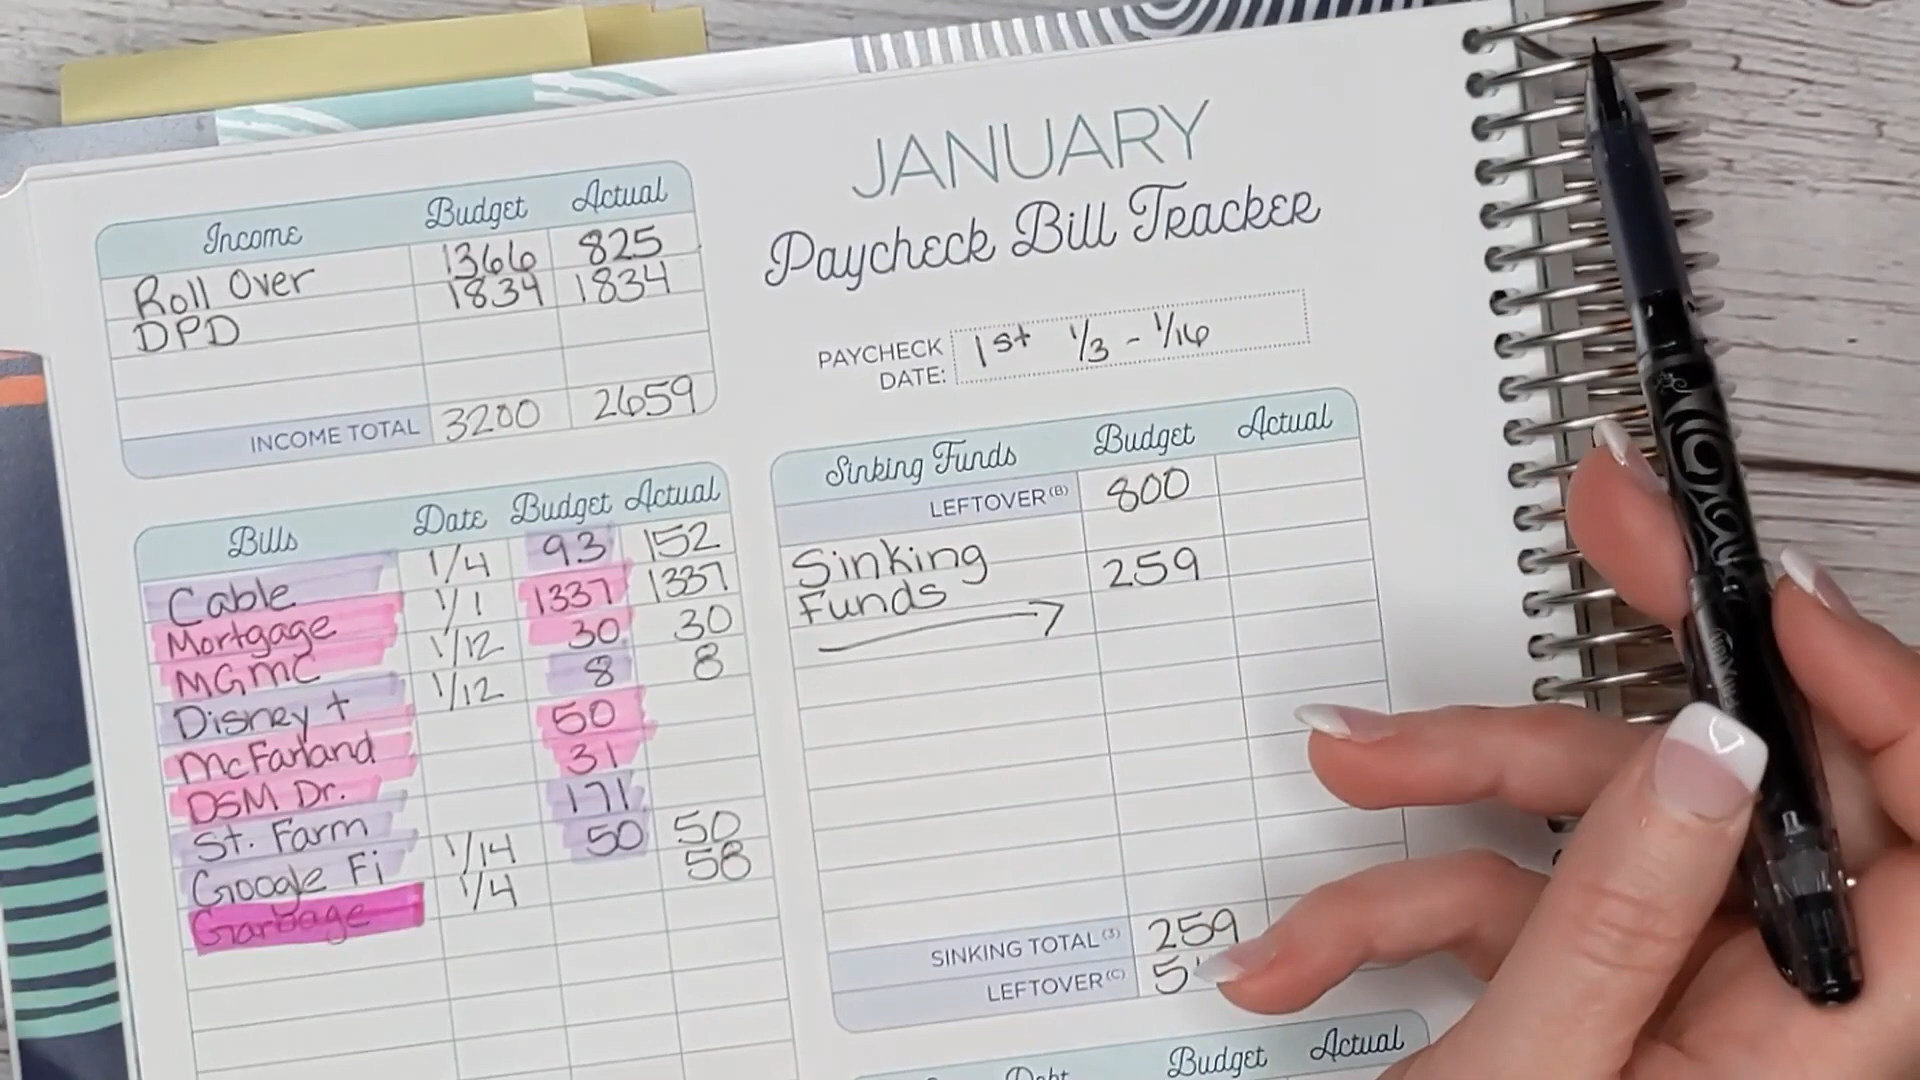 JANUARY
Paycheck Bill Tracker
PAYCHECK DATE: 1st 1/3 - 1/16
Income Budget Actual
Roll Over 1366 825
DPD 1834 1834
INCOME TOTAL 3200 2659
Bills Date Budget Actual
Cable 1/4 93 152
Mortgage 1/1 1337 1337
MGMC 1/12 30 30
Disney + 1/12 8 8
McFarland 50
DSM Dr. 31
St. Farm 171
Google Fi 1/14 50 50
Garbage 1/4 58
Sinking Funds Budget Actual
LEFTOVER (B) 800
Sinking
Funds 259
SINKING TOTAL (3) 259
LEFTOVER (C)
Budget Actual